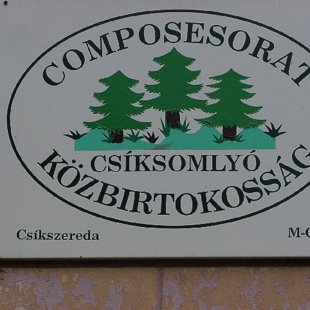 COMPOSESORAT
CSÍKSOMLYÓ
KÖZBIRTOKOSSÁG
Csíkszereda